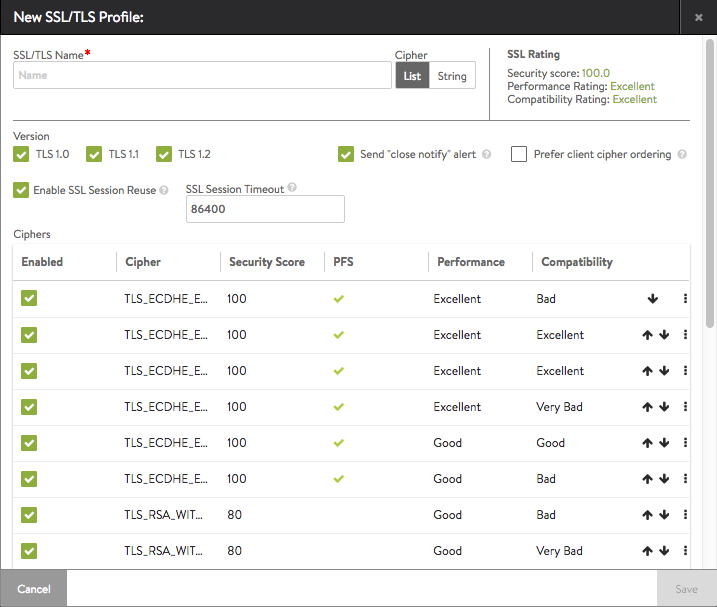 New SSL/TLS Profile:
SSL/TLS Name*
Name
Cipher
List String
SSL Rating
Security score: 100.0
Performance Rating: Excellent
Compatibility Rating: Excellent
Version
TLS 1.0 TLS 1.1 TLS 1.2 Send "close notify" alert ? Prefer client cipher ordering ?
Enable SSL Session Reuse ? SSL Session Timeout ?
86400
Ciphers
Enabled Cipher Security Score PFS Performance Compatibility
TLS_ECDHE_E... 100 Excellent Bad
TLS_ECDHE_E... 100 Excellent Excellent
TLS_ECDHE_E... 100 Excellent Excellent
TLS_ECDHE_E... 100 Excellent Very Bad
TLS_ECDHE_E... 100 Good Good
TLS_ECDHE_E... 100 Good Bad
TLS_RSA_WIT... 80 Good Bad
TLS_RSA_WIT... 80 Good Very Bad
Cancel Save